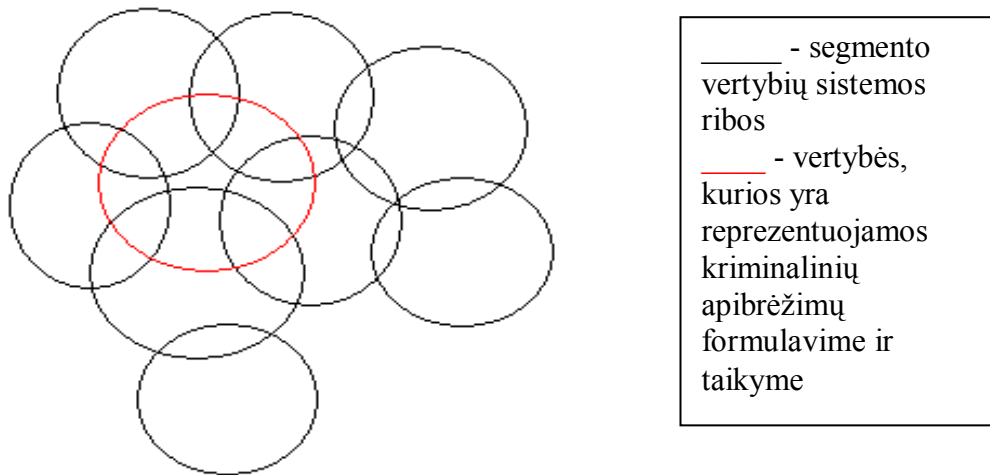 _____ - segmento
vertybių sistemos
ribos
____ - vertybės,
kurios yra
reprezentuojamos
kriminalinių
apibrėžimų
formulavime ir
taikyme